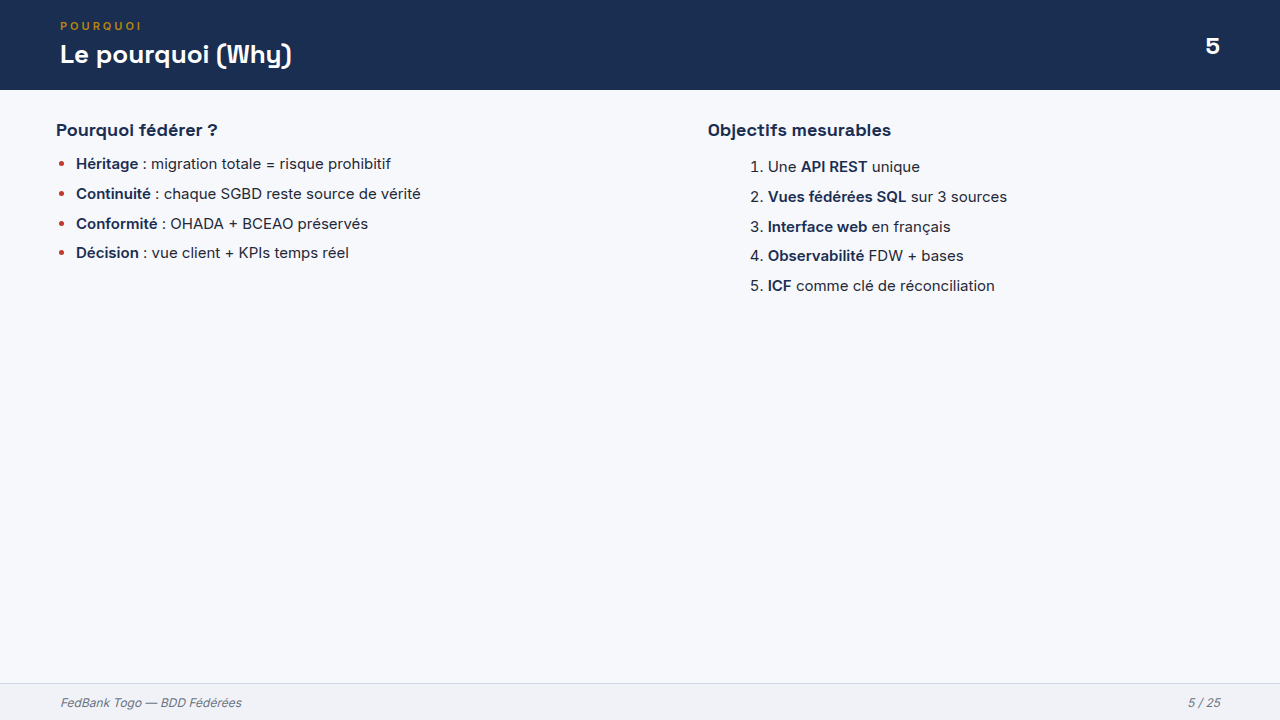 POURQUOI
Le pourquoi (Why)
5
Pourquoi fédérer ?
• Héritage : migration totale = risque prohibitif
• Continuité : chaque SGBD reste source de vérité
• Conformité : OHADA + BCEAO préservés
• Décision : vue client + KPIs temps réel
Objectifs mesurables
1. Une API REST unique
2. Vues fédérées SQL sur 3 sources
3. Interface web en français
4. Observabilité FDW + bases
5. ICF comme clé de réconciliation
FedBank Togo — BDD Fédérées
5 / 25